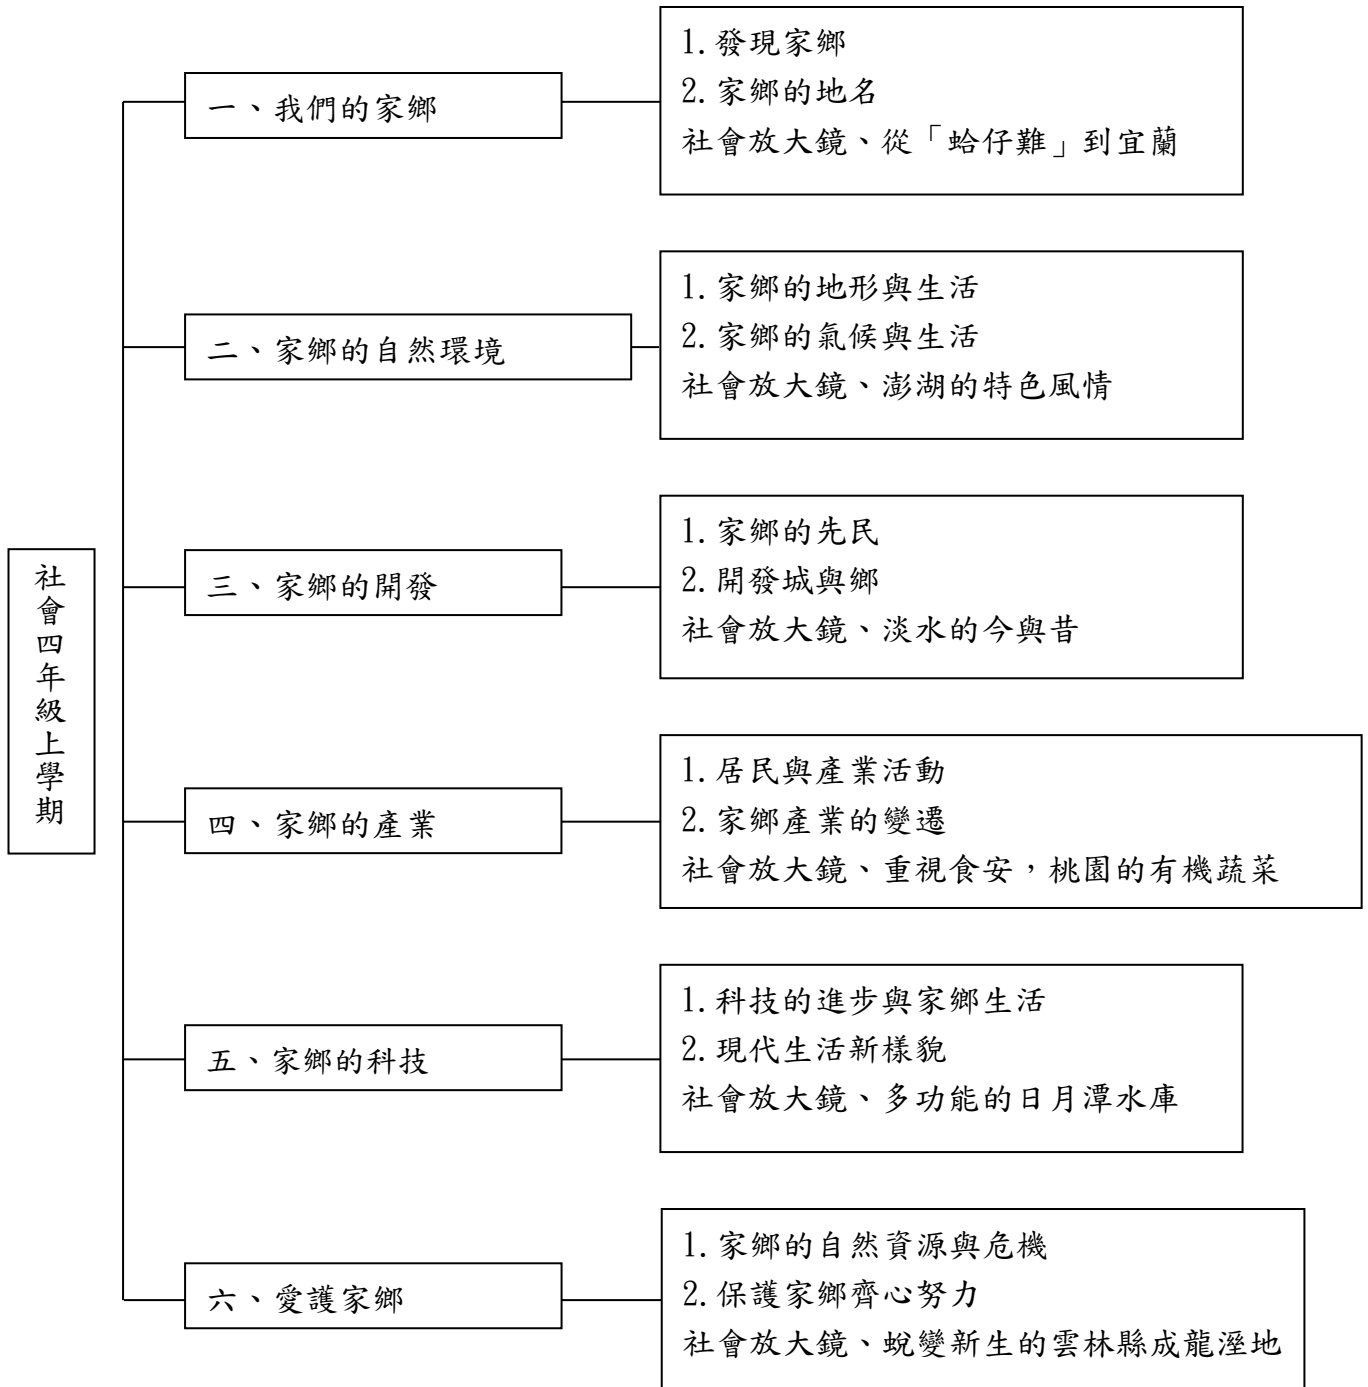 社會四年級上學期
一、我們的家鄉
1.發現家鄉
2.家鄉的地名
社會放大鏡、從「蛤仔難」到宜蘭
二、家鄉的自然環境
1.家鄉的地形與生活
2.家鄉的氣候與生活
社會放大鏡、澎湖的特色風情
三、家鄉的開發
1.家鄉的先民
2.開發城與鄉
社會放大鏡、淡水的今與昔
四、家鄉的產業
1.居民與產業活動
2.家鄉產業的變遷
社會放大鏡、重視食安，桃園的有機蔬菜
五、家鄉的科技
1.科技的進步與家鄉生活
2.現代生活新樣貌
社會放大鏡、多功能的日月潭水庫
六、愛護家鄉
1.家鄉的自然資源與危機
2.保護家鄉齊心努力
社會放大鏡、蛻變新生的雲林縣成龍溼地